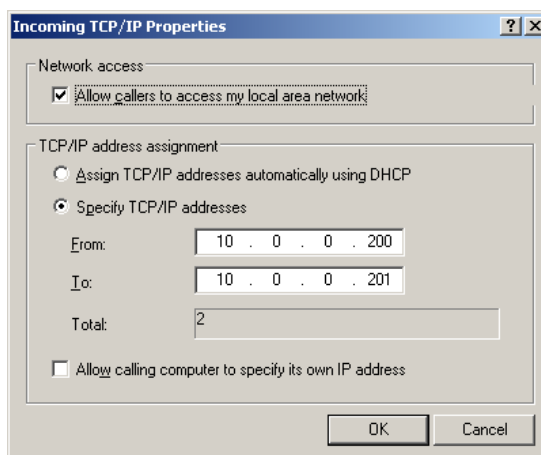 Incoming TCP/IP Properties
Network access
Allow callers to access my local area network
TCP/IP address assignment
Assign TCP/IP addresses automatically using DHCP
Specify TCP/IP addresses
From: 10 . 0 . 0 . 200
To: 10 . 0 . 0 . 201
Total: 2
Allow calling computer to specify its own IP address
OK Cancel